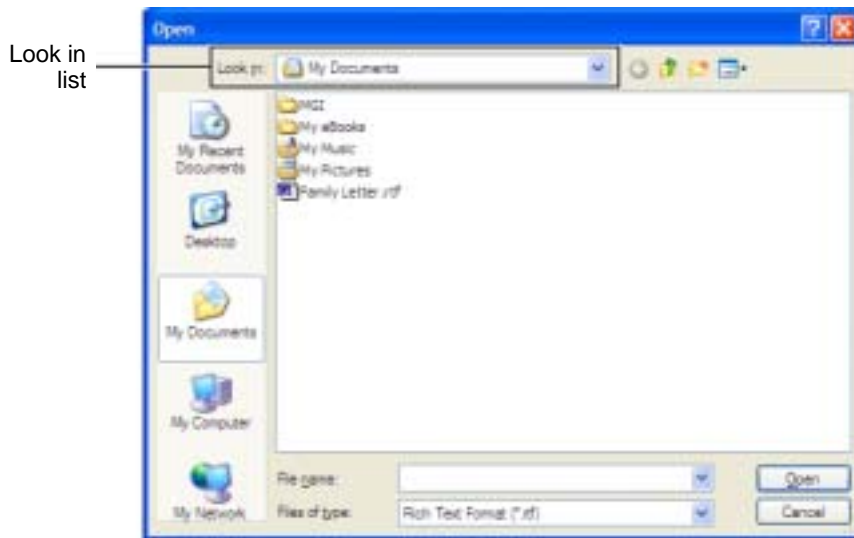 Open
Look in
list
Look in:
My Documents
MGI
My eBooks
My Music
My Pictures
Family Letter.rtf
My Recent
Documents
Desktop
My Documents
My Computer
My Network
File name:
Open
Files of type:
Rich Text Format (*.rtf)
Cancel